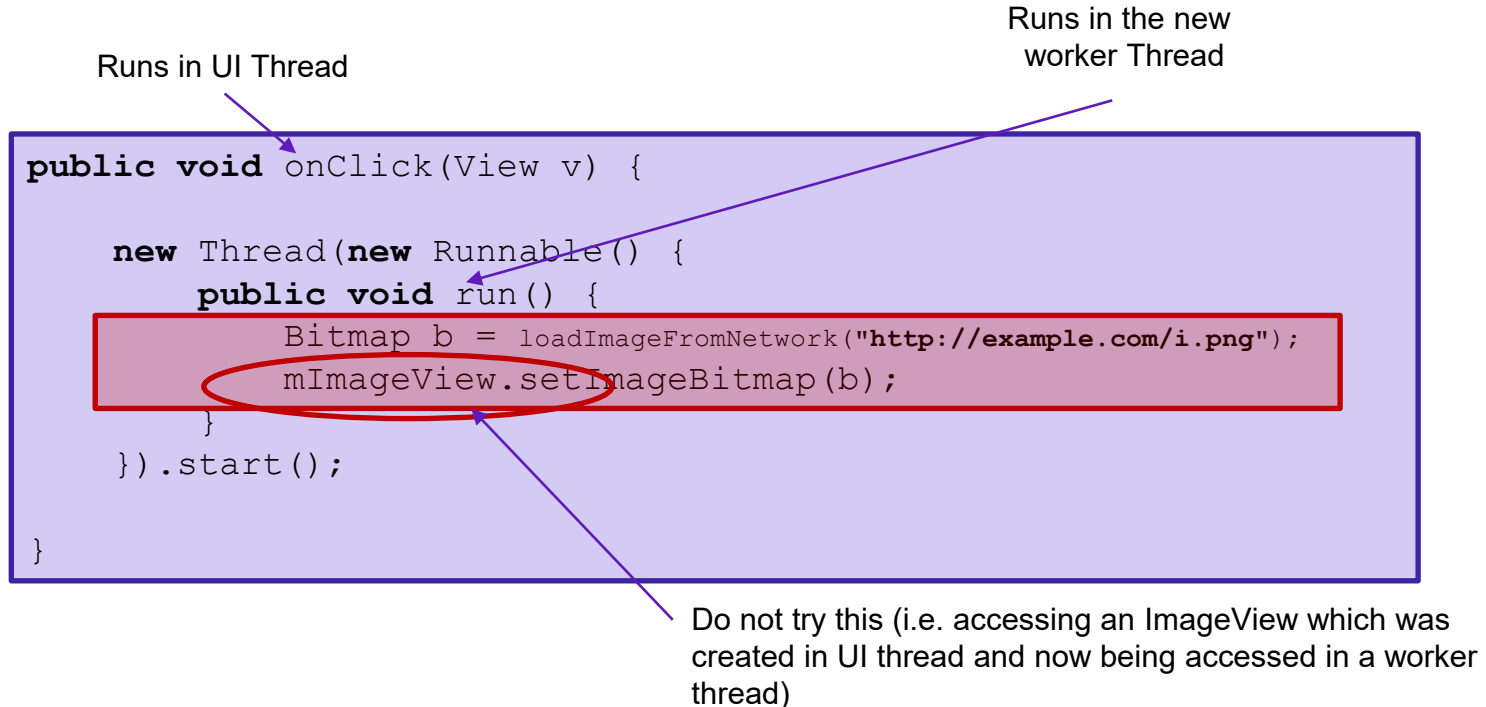 Runs in the new
worker Thread
Runs in UI Thread
public void onClick(View v) {
new Thread(new Runnable() {
public void run() {
Bitmap b = loadImageFromNetwork("http://example.com/i.png");
mImageView.setImageBitmap(b);
}
}).start();
}
Do not try this (i.e. accessing an ImageView which was
created in UI thread and now being accessed in a worker
thread)